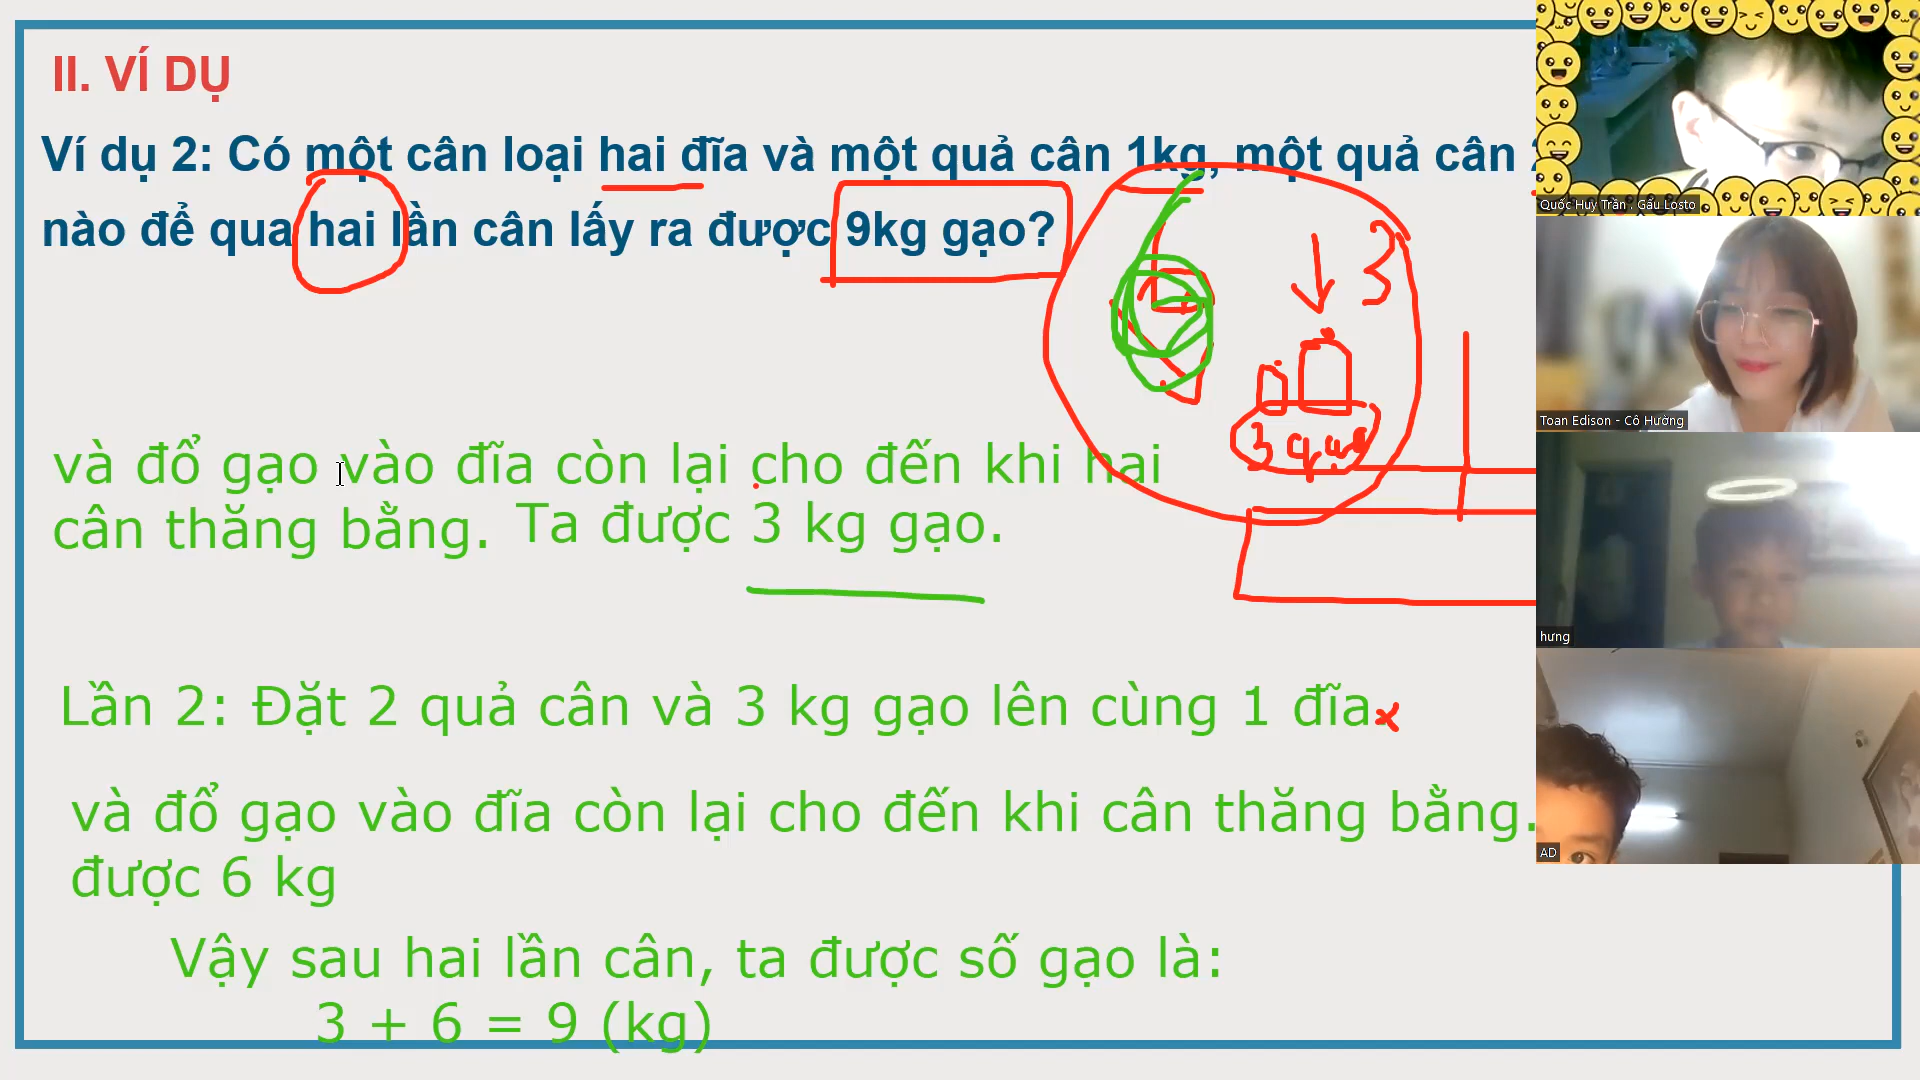 II. VÍ DỤ
Ví dụ 2: Có một cân loại hai đĩa và một quả cân 1kg, một quả cân
nào để qua hai lần cân lấy ra được 9kg gạo?
3
3 quả
và đổ gạo vào đĩa còn lại cho đến khi hai
cân thăng bằng. Ta được 3 kg gạo.
Lần 2: Đặt 2 quả cân và 3 kg gạo lên cùng 1 đĩa
và đổ gạo vào đĩa còn lại cho đến khi cân thăng bằng.
được 6 kg
Vậy sau hai lần cân, ta được số gạo là:
3 + 6 = 9 (kg)
Quốc Huy Trần . Gấu Losto
Toan Edison - Cô Hường
hưng
AD